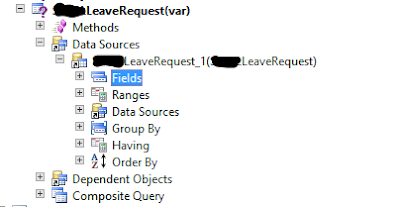 LeaveRequest(var)
Methods
Data Sources
LeaveRequest_1(S LeaveRequest)
Fields
Ranges
Data Sources
Group By
Having
Order By
Dependent Objects
Composite Query